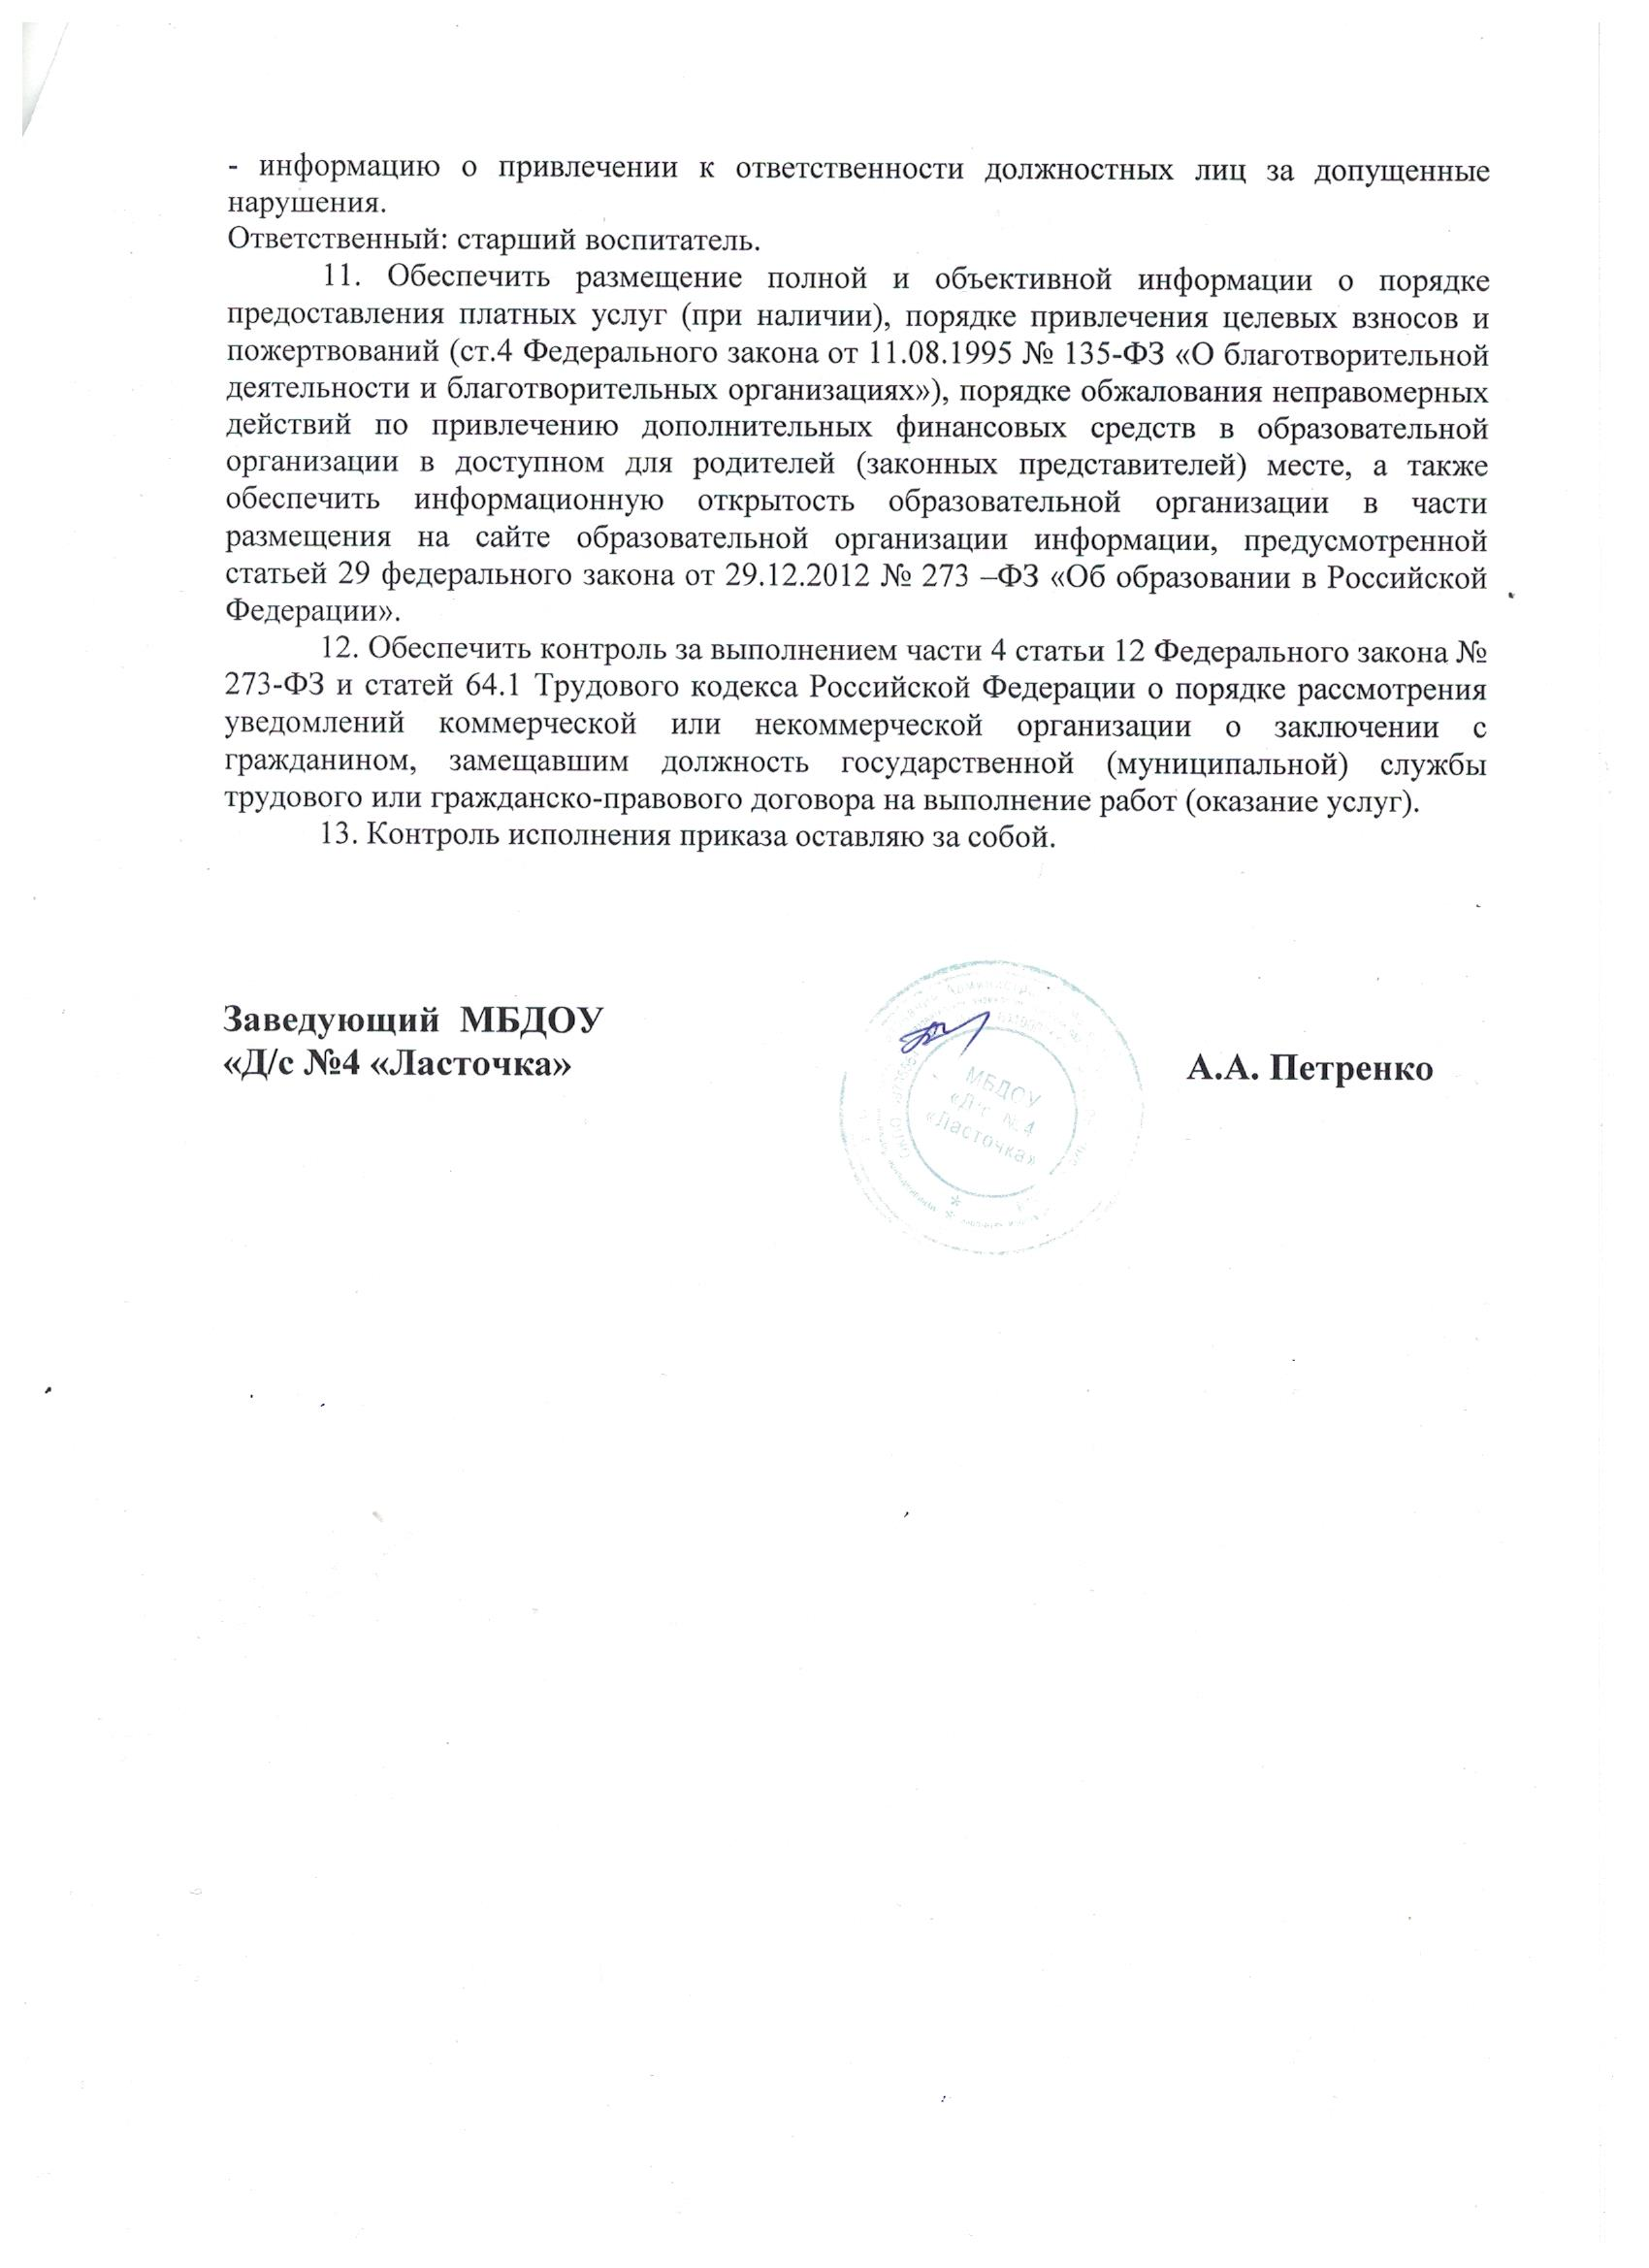 - информацию о привлечении к ответственности должностных лиц за допущенные
нарушения.
Ответственный: старший воспитатель.
11. Обеспечить размещение полной и объективной информации о порядке
предоставления платных услуг (при наличии), порядке привлечения целевых взносов и
пожертвований (ст.4 Федерального закона от 11.08.1995 № 135-ФЗ «О благотворительной
деятельности и благотворительных организациях»), порядке обжалования неправомерных
действий по привлечению дополнительных финансовых средств в образовательной
организации в доступном для родителей (законных представителей) месте, а также
обеспечить информационную открытость образовательной организации в части
размещения на сайте образовательной организации информации, предусмотренной
статьей 29 федерального закона от 29.12.2012 № 273 –ФЗ «Об образовании в Российской
Федерации».
12. Обеспечить контроль за выполнением части 4 статьи 12 Федерального закона №
273-ФЗ и статей 64.1 Трудового кодекса Российской Федерации о порядке рассмотрения
уведомлений коммерческой или некоммерческой организации о заключении с
гражданином, замещавшим должность государственной (муниципальной) службы
трудового или гражданско-правового договора на выполнение работ (оказание услуг).
13. Контроль исполнения приказа оставляю за собой.
Заведующий МБДОУ
«Д/с №4 «Ласточка»
А.А. Петренко
МБДОУ
«Д/с №4
«Ласточка»